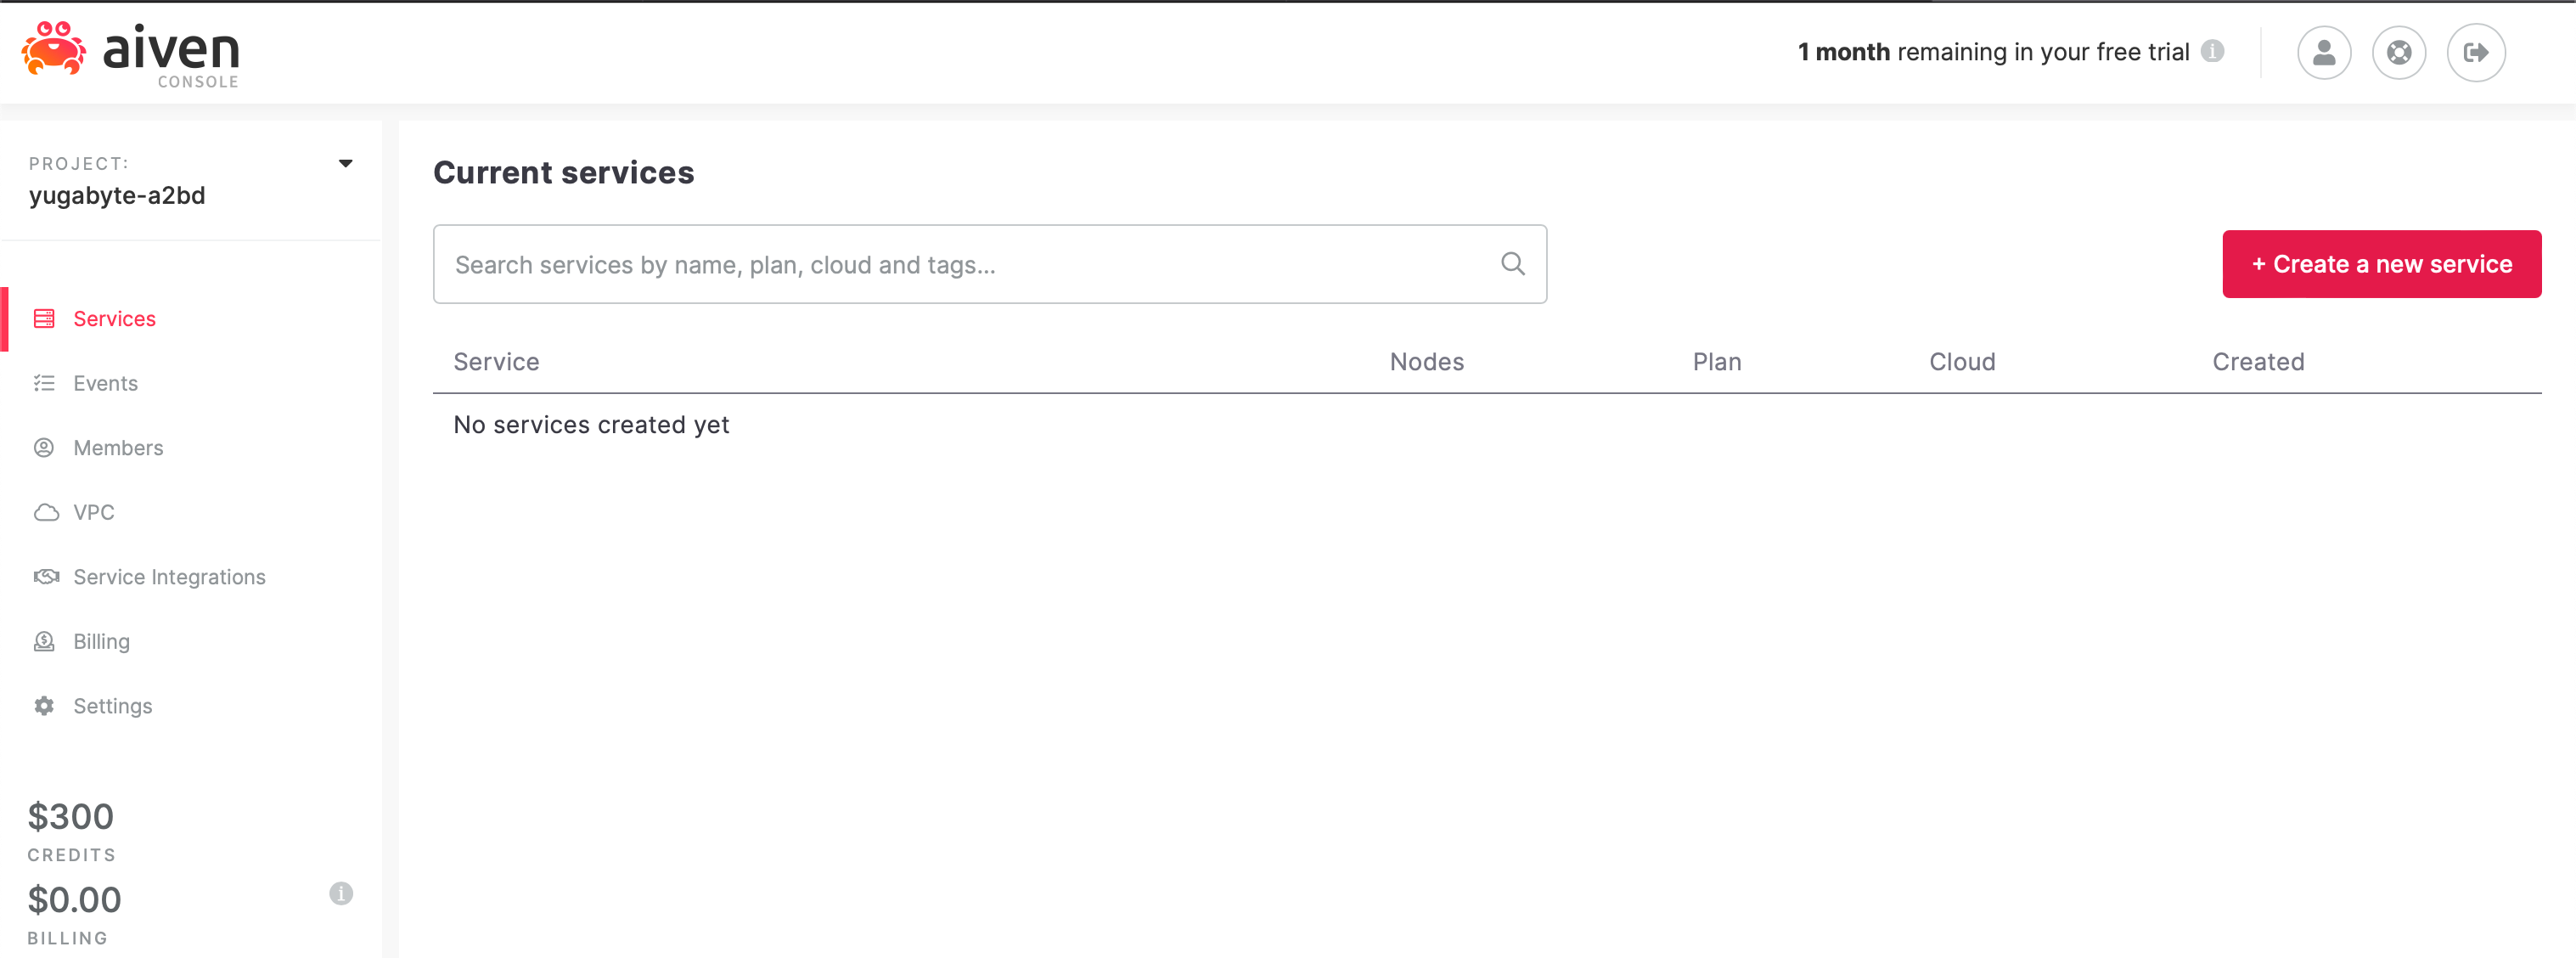 aiven
CONSOLE
1 month remaining in your free trial
PROJECT:
yugabyte-a2bd
Services
Events
Members
VPC
Service Integrations
Billing
Settings
$300
CREDITS
$0.00
BILLING
Current services
Search services by name, plan, cloud and tags...
+ Create a new service
Service Nodes Plan Cloud Created
No services created yet